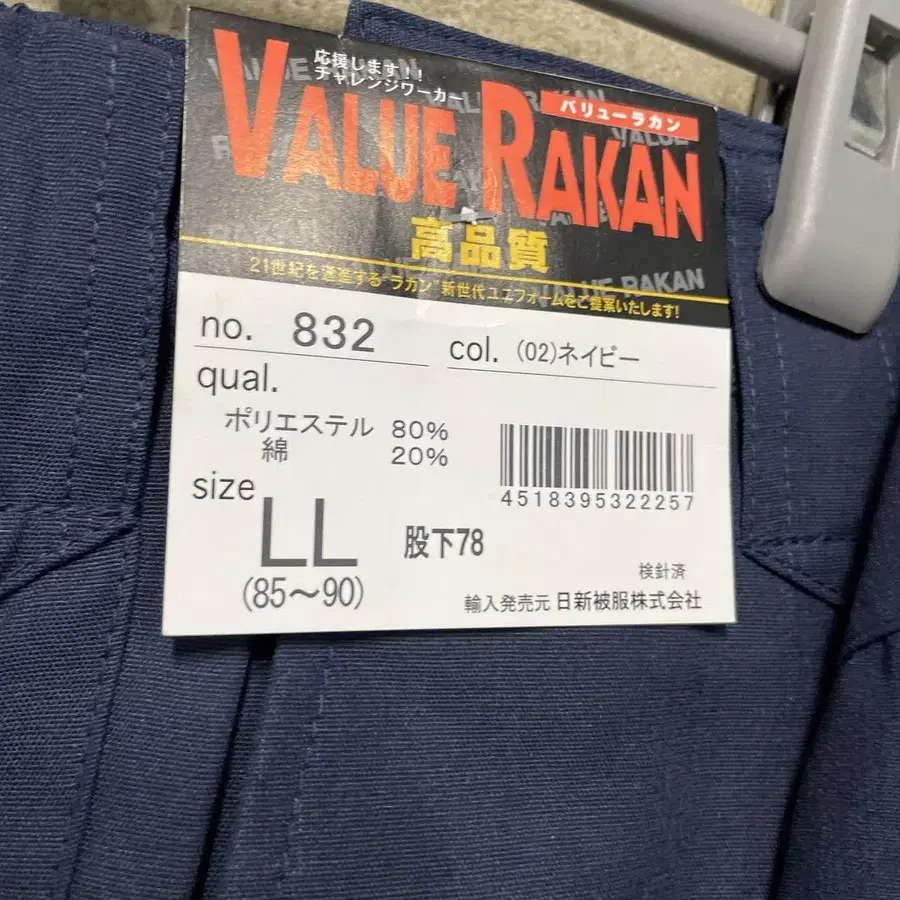 応援します!!
チャレンジワーカー
バリューラカン
VALUE RAKAN
高品質
21世紀を邁進する"ラカン"新世代ユニフォームをご提案いたします!
no. 832
col. (02)ネイビー
qual.
ポリエステル 80%
綿 20%
4518395322257
size
LL
(85～90)
股下78
検針済
輸入発売元 日新被服株式会社